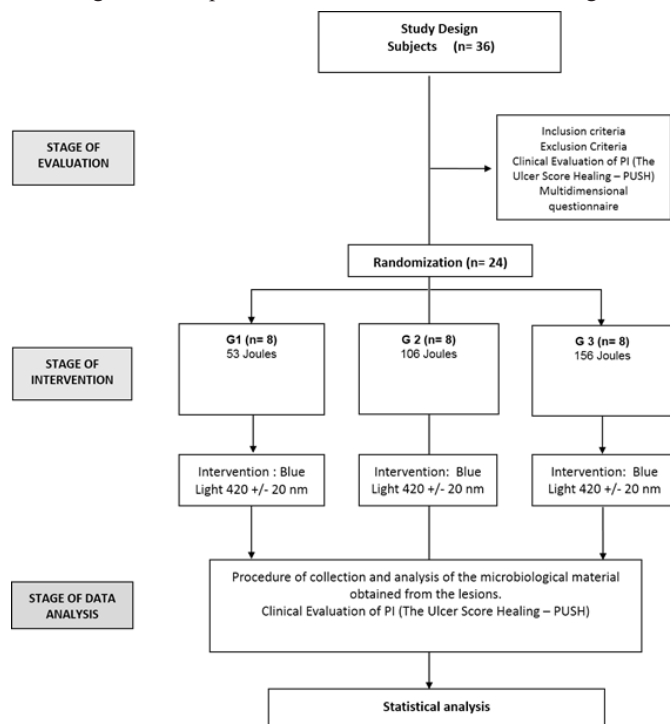 Study Design
Subjects (n= 36)
STAGE OF
EVALUATION
Inclusion criteria
Exclusion Criteria
Clinical Evaluation of PI (The
Ulcer Score Healing – PUSH)
Multidimensional
questionnaire
Randomization (n= 24)
STAGE OF
INTERVENTION
G1 (n= 8)
53 Joules
G 2 (n= 8)
106 Joules
G 3 (n= 8)
156 Joules
Intervention : Blue
Light 420 +/- 20 nm
Intervention: Blue
Light 420 +/- 20 nm
Intervention: Blue
Light 420 +/- 20 nm
STAGE OF DATA
ANALYSIS
Procedure of collection and analysis of the microbiological material
obtained from the lesions.
Clinical Evaluation of PI (The Ulcer Score Healing – PUSH)
Statistical analysis